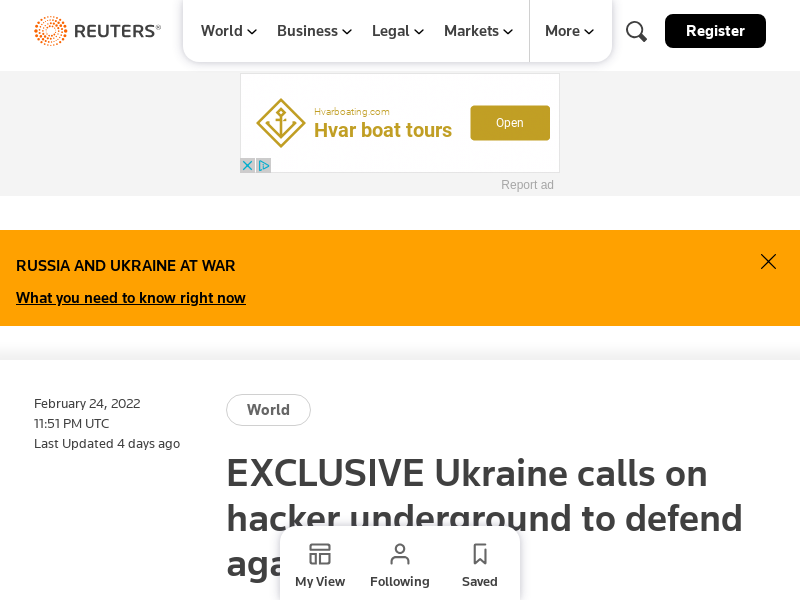 REUTERS®
World
Business
Legal
Markets
More
Register
Hvarboating.com
Hvar boat tours
Open
Report ad
RUSSIA AND UKRAINE AT WAR
What you need to know right now
February 24, 2022
11:51 PM UTC
Last Updated 4 days ago
World
EXCLUSIVE Ukraine calls on
hacker underground to defend
My View
Following
Saved